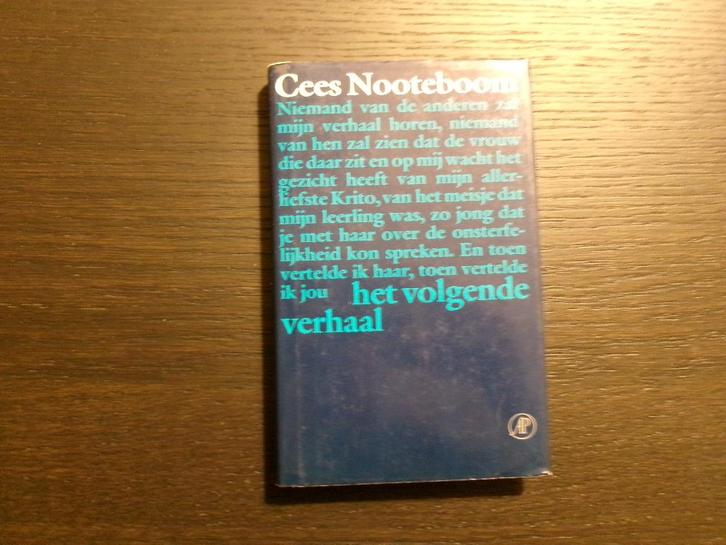 Cees Nooteboom
Niemand van de anderen zal
mijn verhaal horen, niemand
van hen zal zien dat de vrouw
die daar zit en op mij wacht het
gezicht heeft van mijn aller-
liefste Krito, van het meisje dat
mijn leerling was, zo jong dat
je met haar over de onsterfe-
lijkheid kon spreken. En toen
vertelde ik haar, toen vertelde
ik jou het volgende
verhaal
AP